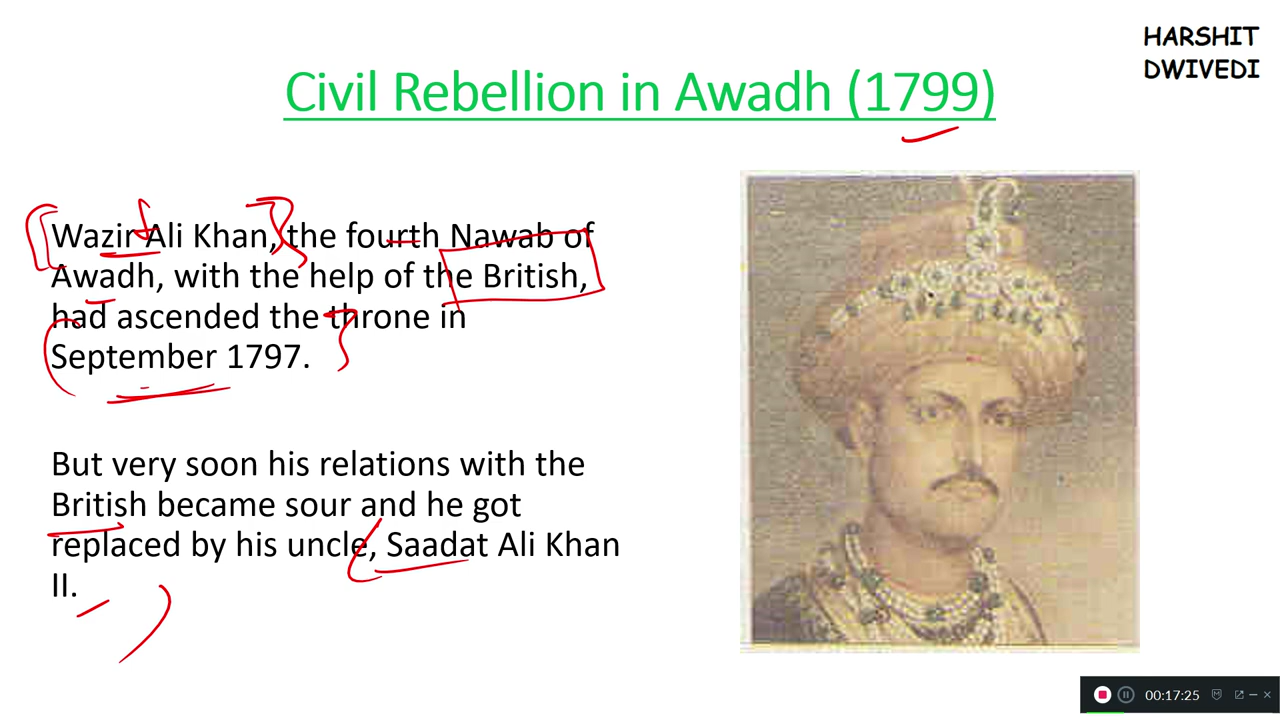 HARSHIT
DWIVEDI
Civil Rebellion in Awadh (1799)
Wazir Ali Khan, the fourth Nawab of
Awadh, with the help of the British,
had ascended the throne in
September 1797.
But very soon his relations with the
British became sour and he got
replaced by his uncle, Saadat Ali Khan
II.
00:17:25